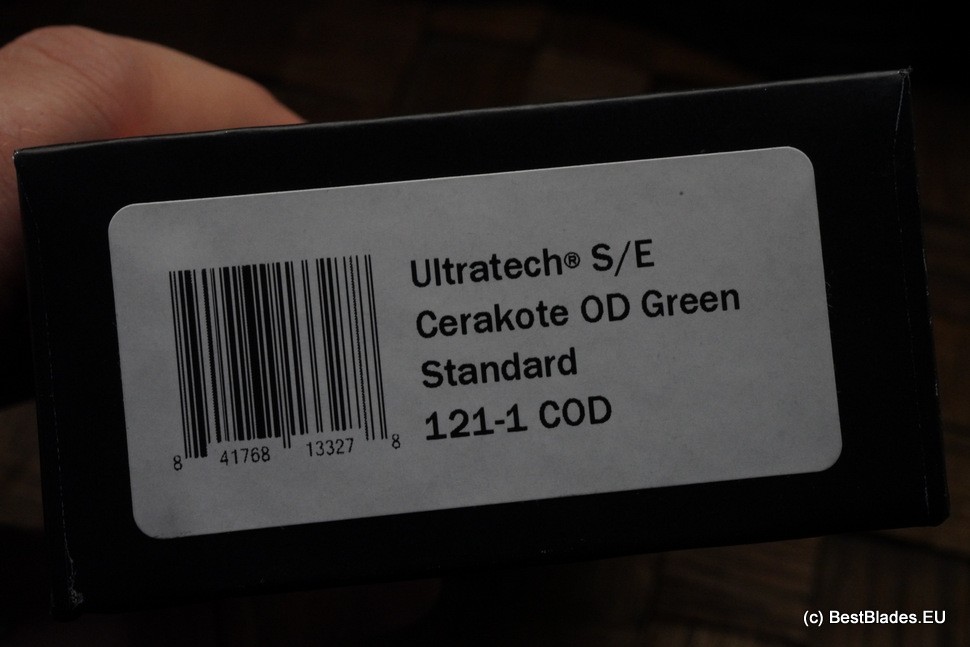 Ultratech® S/E
Cerakote OD Green
Standard
121-1 COD
8 41768 13327 8
(c) BestBlades.EU